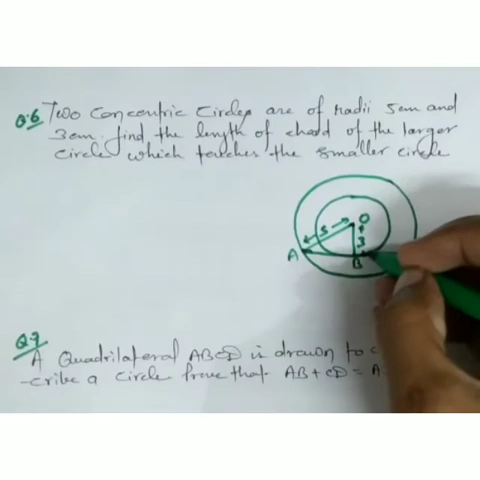 Q.6 Two Concentric Circles are of radii 5cm and
3cm. find the length of chord of the larger
circle which touches the smaller circle
O
5
3
A
B
Q.7
A Quadrilateral ABCD is drawn to
-cribe a circle prove that AB + CD = A